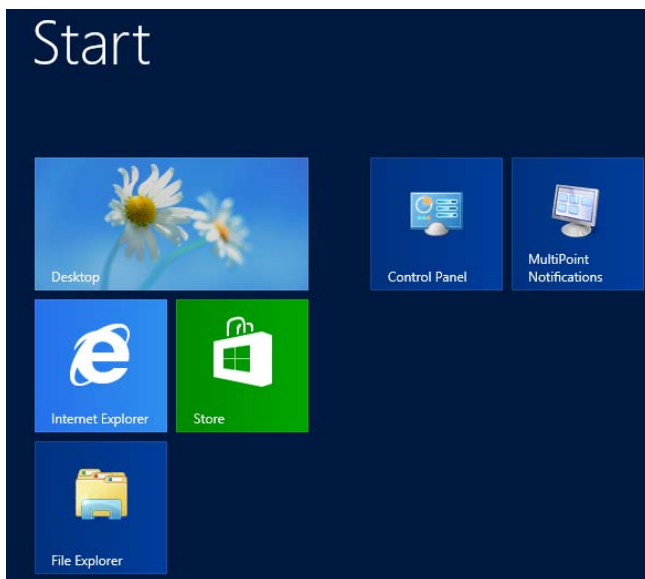 Start
Desktop
Control Panel
MultiPoint
Notifications
Internet Explorer
Store
File Explorer